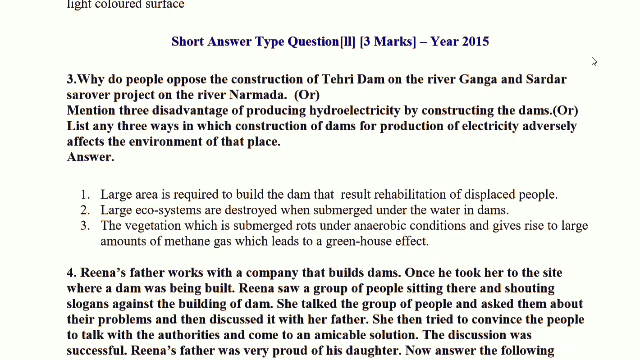 light coloured surface
Short Answer Type Question[ll] [3 Marks] – Year 2015
3.Why do people oppose the construction of Tehri Dam on the river Ganga and Sardar
sarover project on the river Narmada. (Or)
Mention three disadvantage of producing hydroelectricity by constructing the dams.(Or)
List any three ways in which construction of dams for production of electricity adversely
affects the environment of that place.
Answer.
1. Large area is required to build the dam that result rehabilitation of displaced people.
2. Large eco-systems are destroyed when submerged under the water in dams.
3. The vegetation which is submerged rots under anaerobic conditions and gives rise to large
amounts of methane gas which leads to a green-house effect.
4. Reena’s father works with a company that builds dams. Once he took her to the site
where a dam was being built. Reena saw a group of people sitting there and shouting
slogans against the building of dam. She talked the group of people and asked them about
their problems and then discussed it with her father. She then tried to convince the people
to talk with the authorities and come to an amicable solution. The discussion was
successful. Reena’s father was very proud of his daughter. Now answer the following